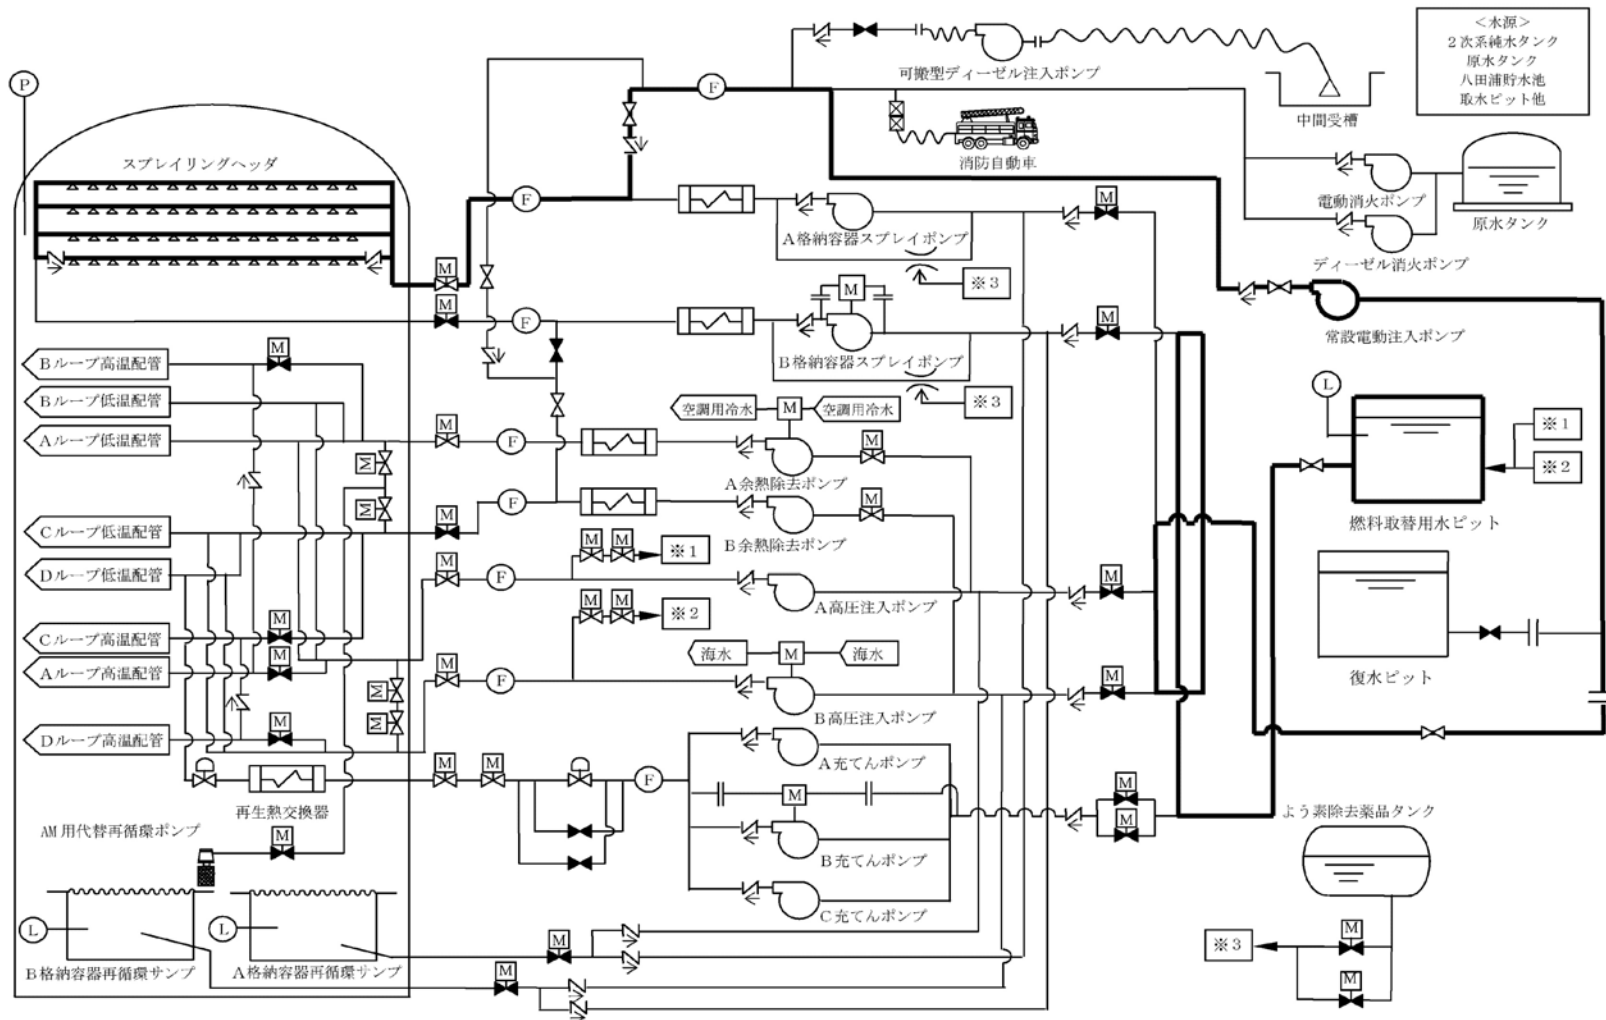 <水源>
2次系純水タンク
原水タンク
八田浦貯水池
取水ピット他
可搬型ディーゼル注入ポンプ
中間受槽
P
F
消防自動車
スプレイリングヘッダ
電動消火ポンプ
原水タンク
ディーゼル消火ポンプ
F
M
A格納容器スプレイポンプ
※3
M
M
F
M
M
B格納容器スプレイポンプ
※3
常設電動注入ポンプ
Bループ高温配管
M
L
Bループ低温配管
空調用冷水
M
空調用冷水
※1
Aループ低温配管
M
F
M
M
A余熱除去ポンプ
※2
M
F
M
燃料取替用水ピット
Cループ低温配管
M
B余熱除去ポンプ
M
M
※1
Dループ低温配管
M
F
M
A高圧注入ポンプ
M
M
※2
Cループ高温配管
M
海水
M
海水
Aループ高温配管
M
M
F
M
復水ピット
M
M
B高圧注入ポンプ
Dループ高温配管
M
A充てんポンプ
M
M
F
M
M
再生熱交換器
M
よう素除去薬品タンク
AM用代替再循環ポンプ
M
B充てんポンプ
C充てんポンプ
L
L
M
M
※3
B格納容器再循環サンプ
A格納容器再循環サンプ
M
M